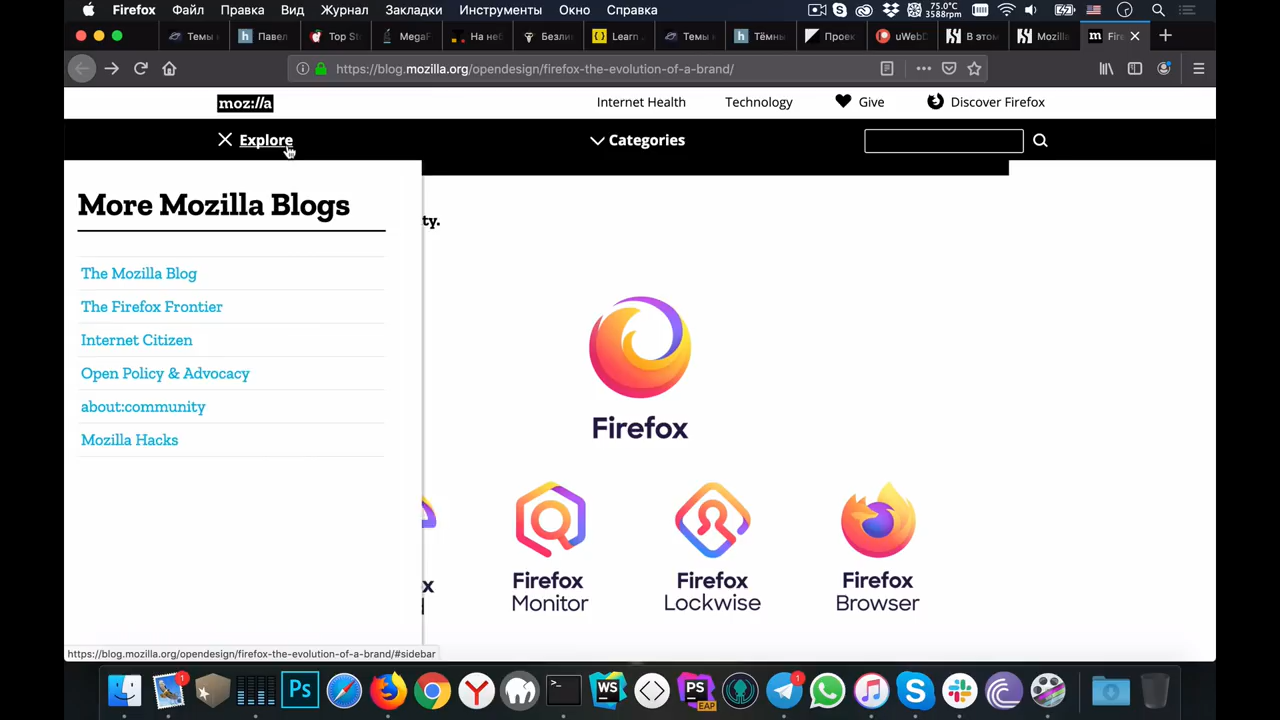 Firefox Файл Правка Вид Журнал Закладки Инструменты Окно Справка 75.0°C 3588rpm
Темы Павел Top St MegaF На не Безли Learn Темы Тёмны Проек uWebD В этом Mozilla Fire
https://blog.mozilla.org/opendesign/firefox-the-evolution-of-a-brand/
moz://a Internet Health Technology Give Discover Firefox
Explore Categories
More Mozilla Blogs
ty.
The Mozilla Blog
The Firefox Frontier
Internet Citizen
Open Policy & Advocacy
about:community
Mozilla Hacks
Firefox
x Firefox Firefox Firefox
Monitor Lockwise Browser
https://blog.mozilla.org/opendesign/firefox-the-evolution-of-a-brand/#sidebar
1 Ps WS PS EAP 1